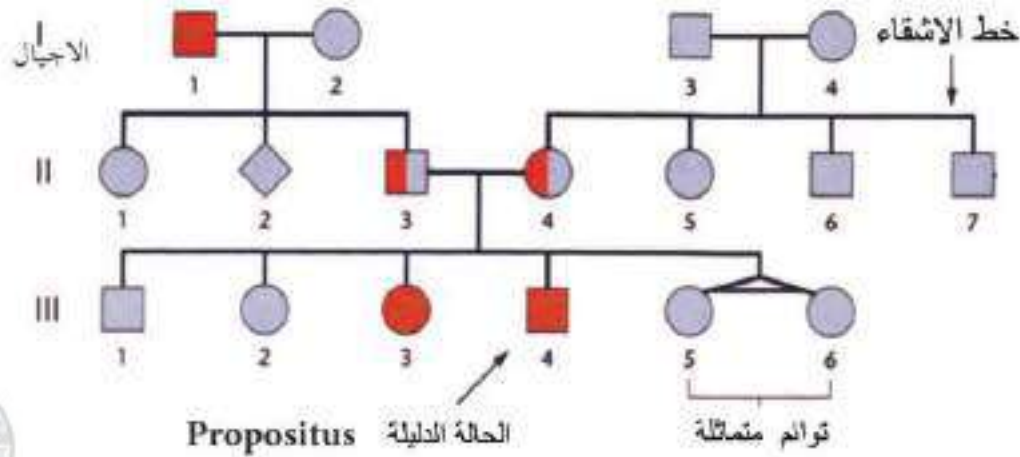 I
الاجيال
خط الاشقاء
1 2 3 4
II
1 2 3 4 5 6 7
III
1 2 3 4 5 6
Propositus الحالة الدليلة
توائم متماثلة